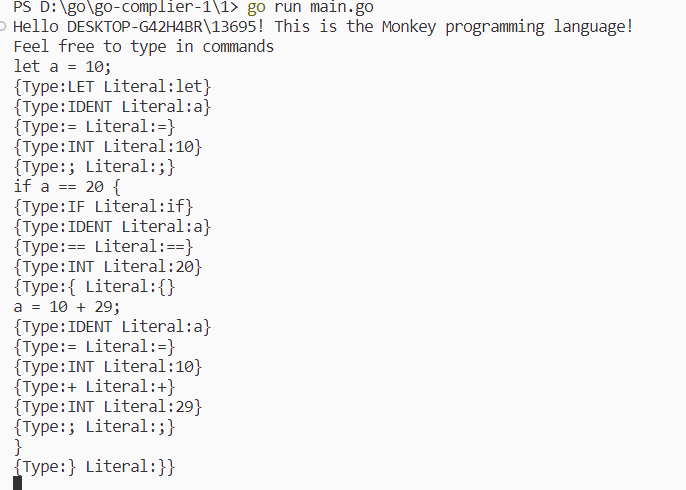 PS D:\go\go-complier-1\1> go run main.go
Hello DESKTOP-G42H4BR\13695! This is the Monkey programming language!
Feel free to type in commands
let a = 10;
{Type:LET Literal:let}
{Type:IDENT Literal:a}
{Type:= Literal:=}
{Type:INT Literal:10}
{Type:; Literal:;}
if a == 20 {
{Type:IF Literal:if}
{Type:IDENT Literal:a}
{Type:== Literal:==}
{Type:INT Literal:20}
{Type:{ Literal:{}
a = 10 + 29;
{Type:IDENT Literal:a}
{Type:= Literal:=}
{Type:INT Literal:10}
{Type:+ Literal:+}
{Type:INT Literal:29}
{Type:; Literal:;}
}
{Type:} Literal:}}